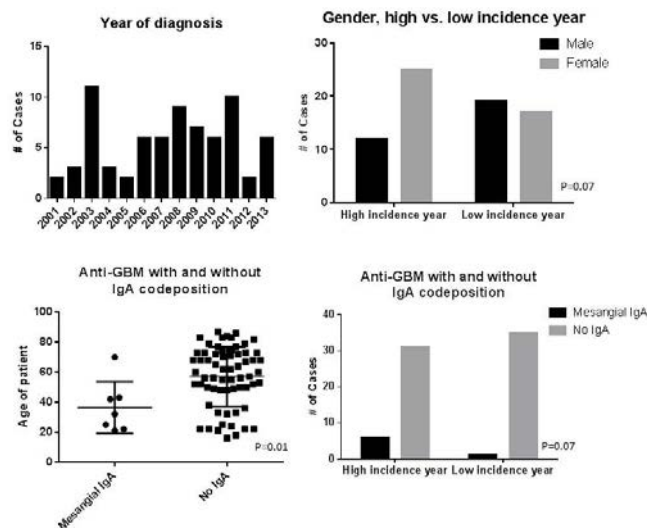 Year of diagnosis
15
10
5
0
# of Cases
2001
2002
2003
2004
2005
2006
2007
2008
2009
2010
2011
2012
2013
Gender, high vs. low incidence year
Male
Female
30
20
10
0
# of Cases
P=0.07
High incidence year
Low incidence year
Anti-GBM with and without
IgA codeposition
100
80
60
40
20
0
Age of patient
P=0.01
Mesangial IgA
No IgA
Anti-GBM with and without
IgA codeposition
Mesangial IgA
No IgA
40
30
20
10
0
# of Cases
P=0.07
High incidence year
Low incidence year